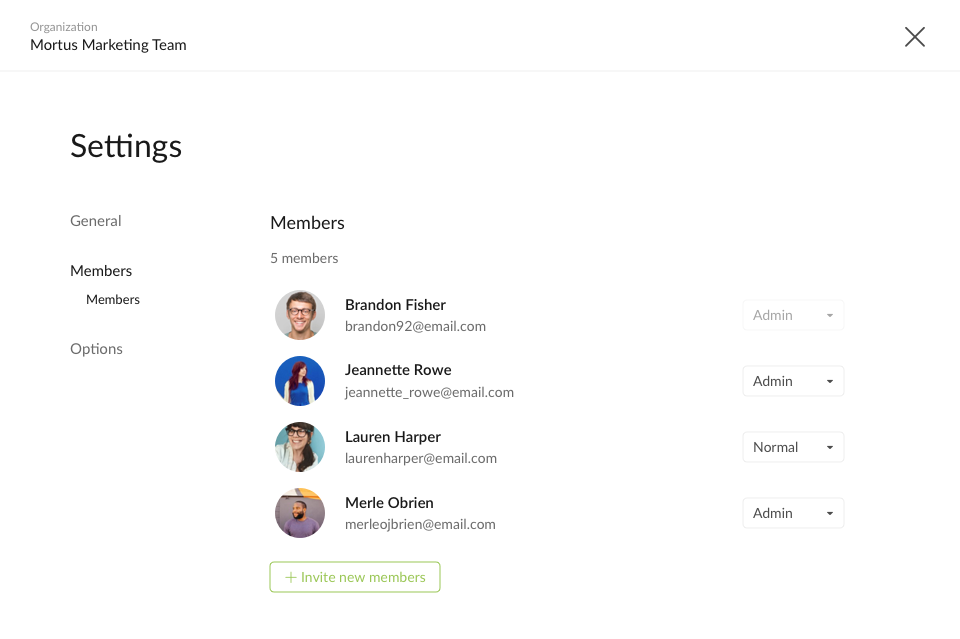 Organization
Mortus Marketing Team
Settings
General
Members
Members
Options
Members
5 members
Brandon Fisher
brandon92@email.com
Admin
Jeannette Rowe
jeannette_rowe@email.com
Admin
Lauren Harper
laurenharper@email.com
Normal
Merle Obrien
merleojbrien@email.com
Admin
+ Invite new members